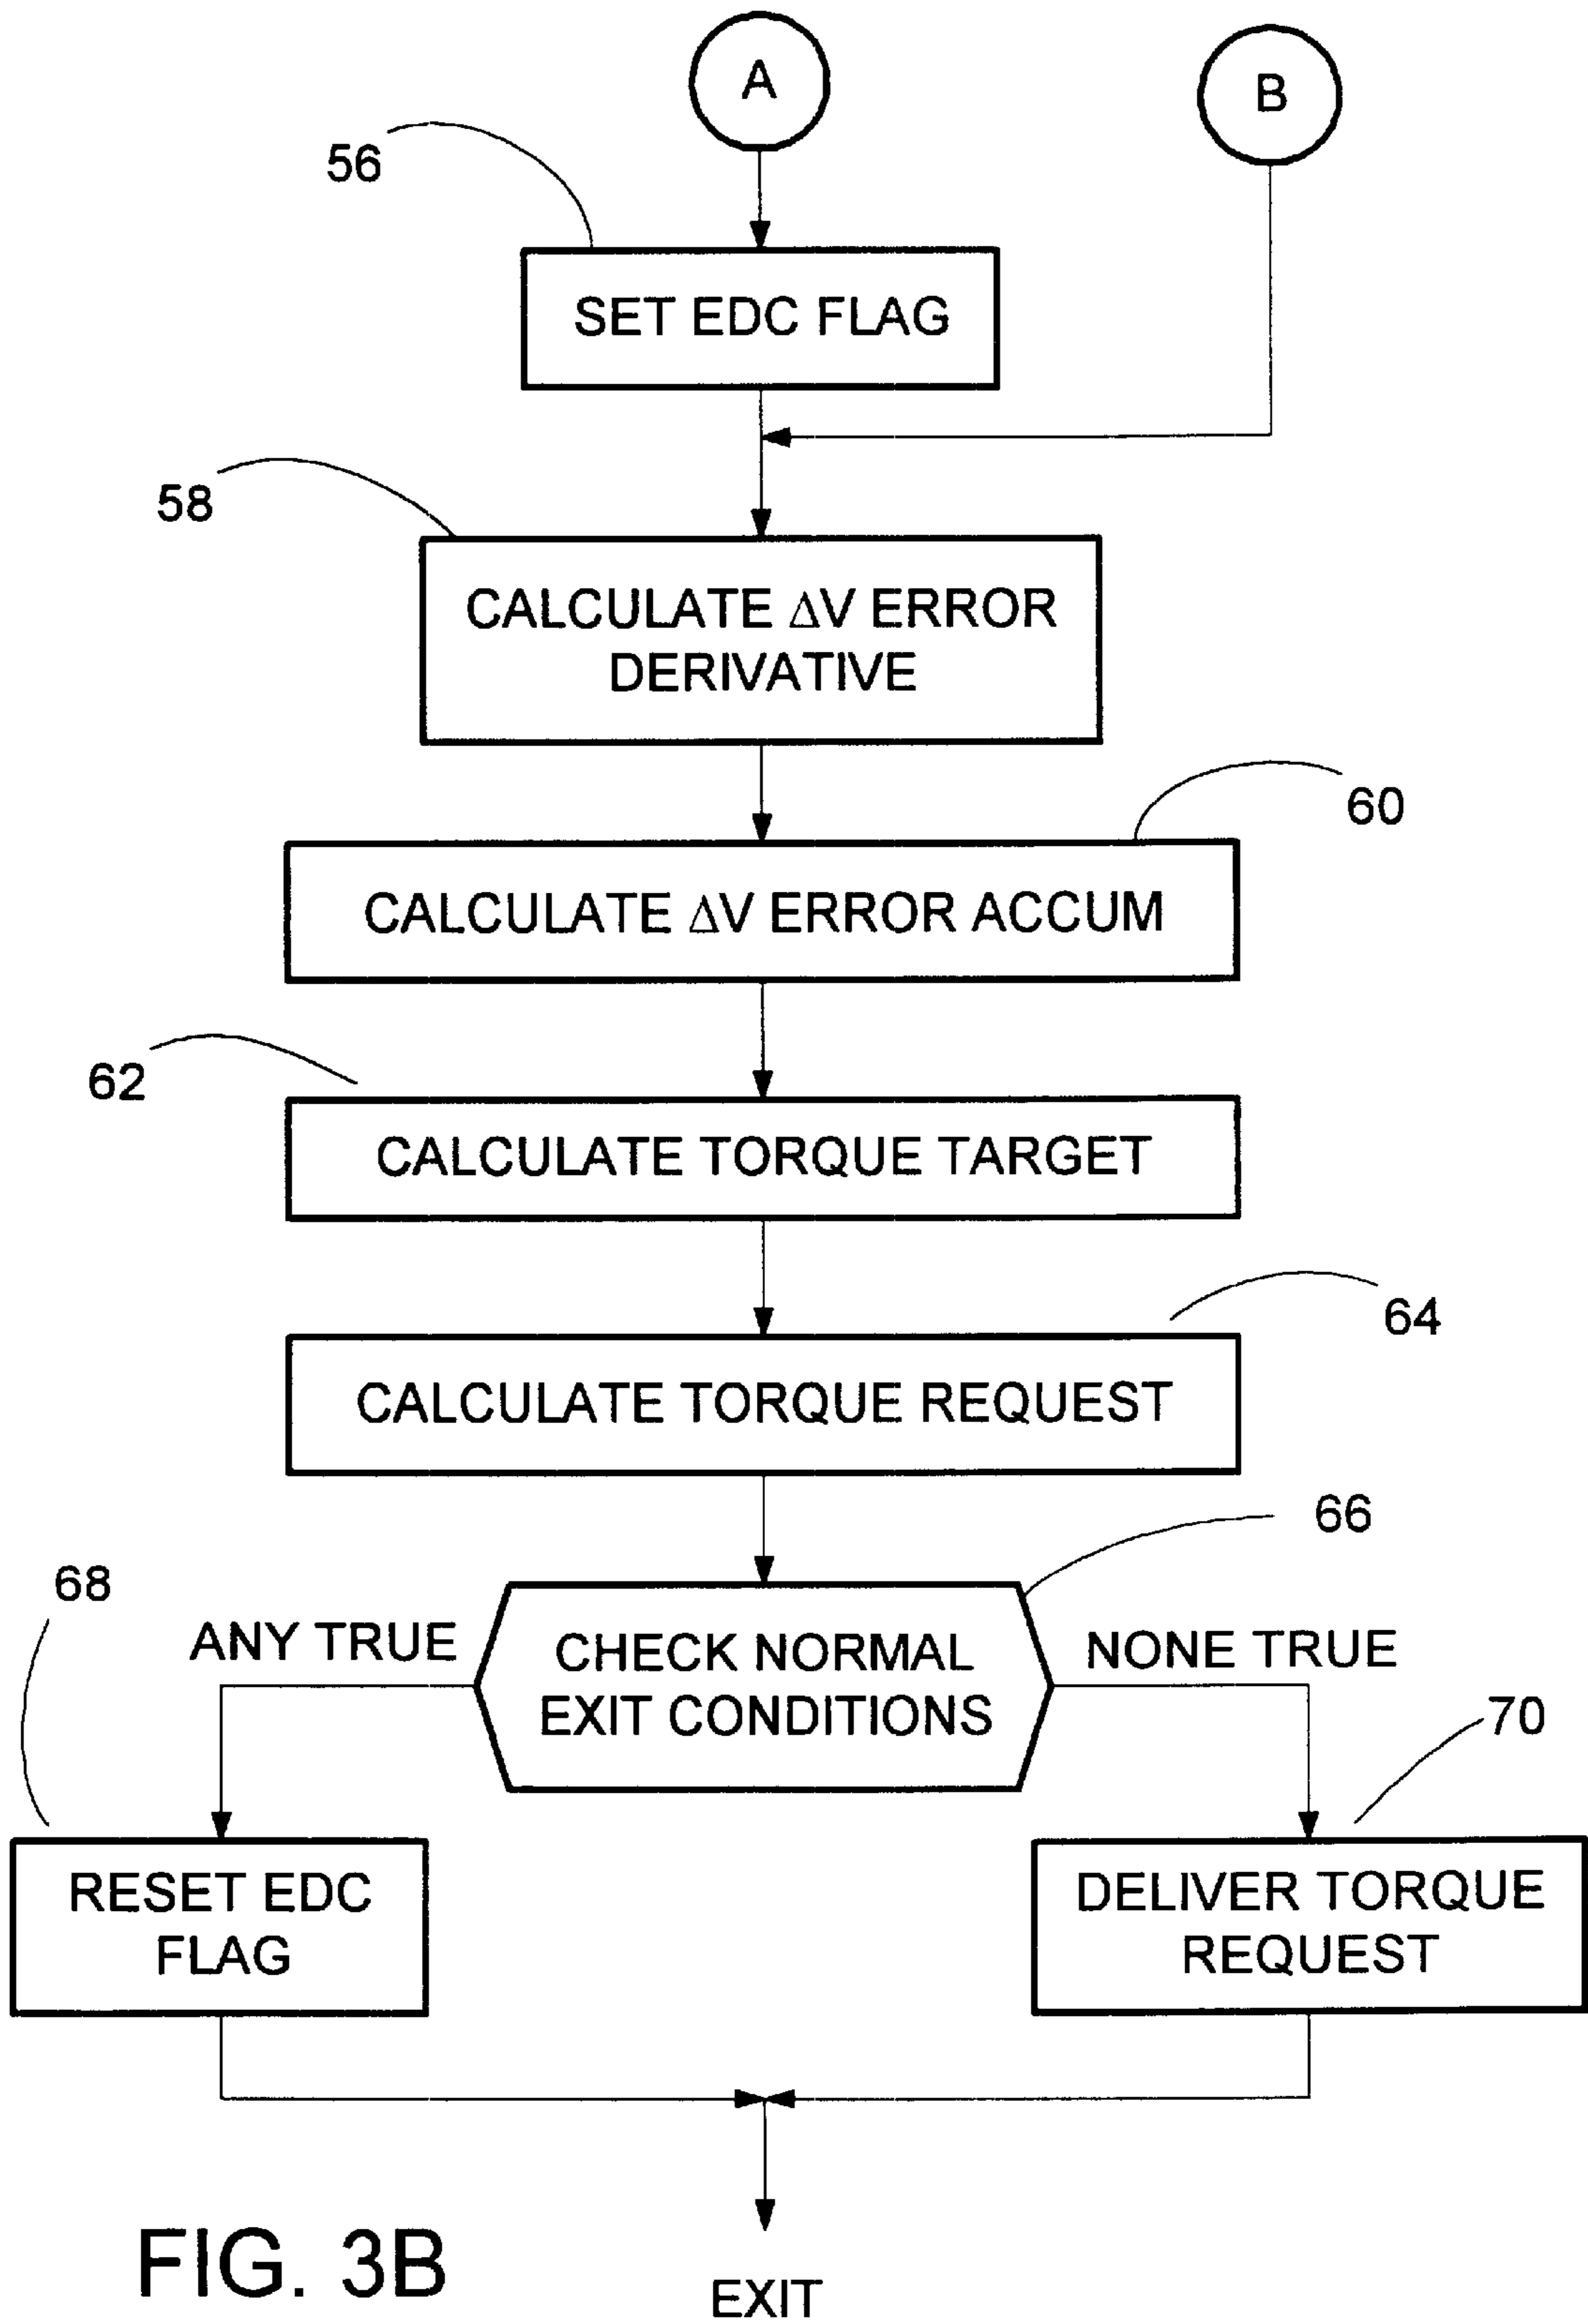 A
B
56
SET EDC FLAG
58
CALCULATE ΔV ERROR
DERIVATIVE
60
CALCULATE ΔV ERROR ACCUM
62
CALCULATE TORQUE TARGET
64
CALCULATE TORQUE REQUEST
66
68
ANY TRUE
CHECK NORMAL
EXIT CONDITIONS
NONE TRUE
70
RESET EDC
FLAG
DELIVER TORQUE
REQUEST
FIG. 3B
EXIT